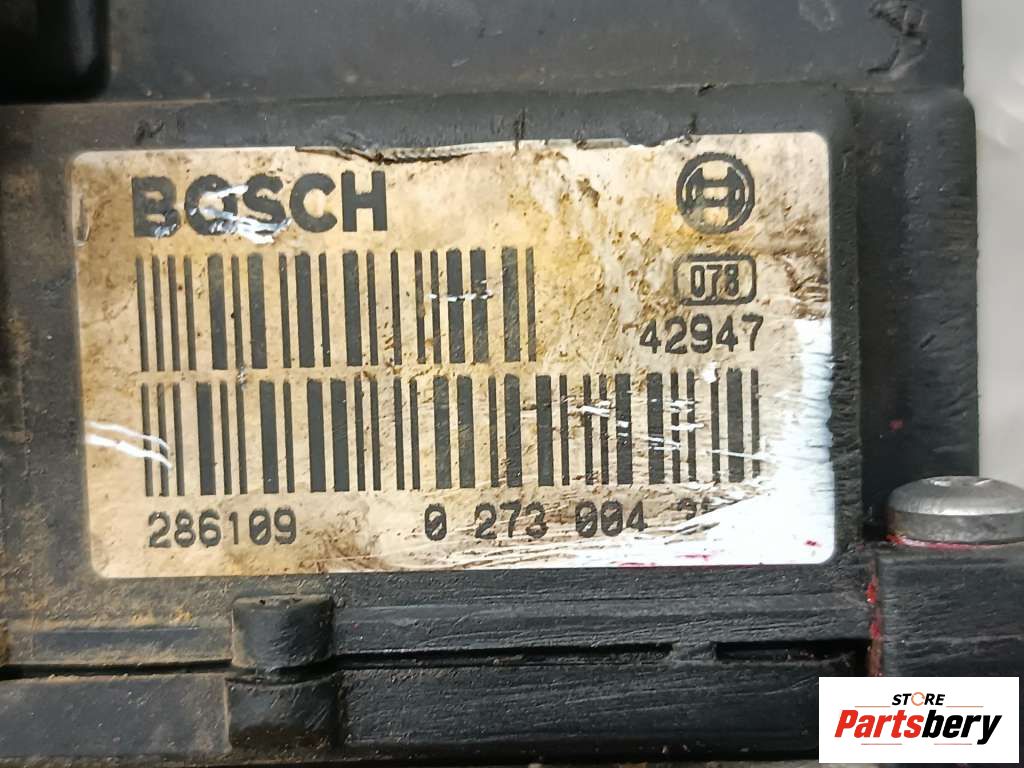 BOSCH
078
42947
286109 0 273 004
STORE
Partsbery